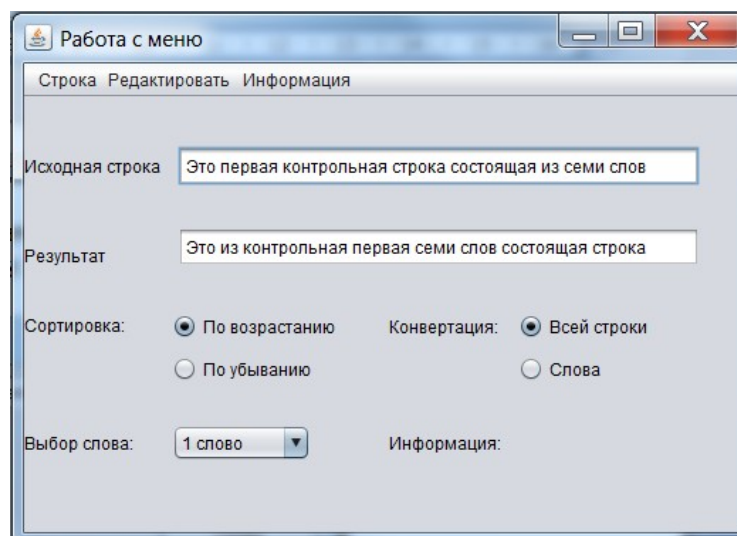 Работа с меню
Строка Редактировать Информация
Исходная строка Это первая контрольная строка состоящая из семи слов
Результат Это из контрольная первая семи слов состоящая строка
Сортировка: По возрастанию Конвертация: Всей строки
По убыванию Слова
Выбор слова: 1 слово Информация: